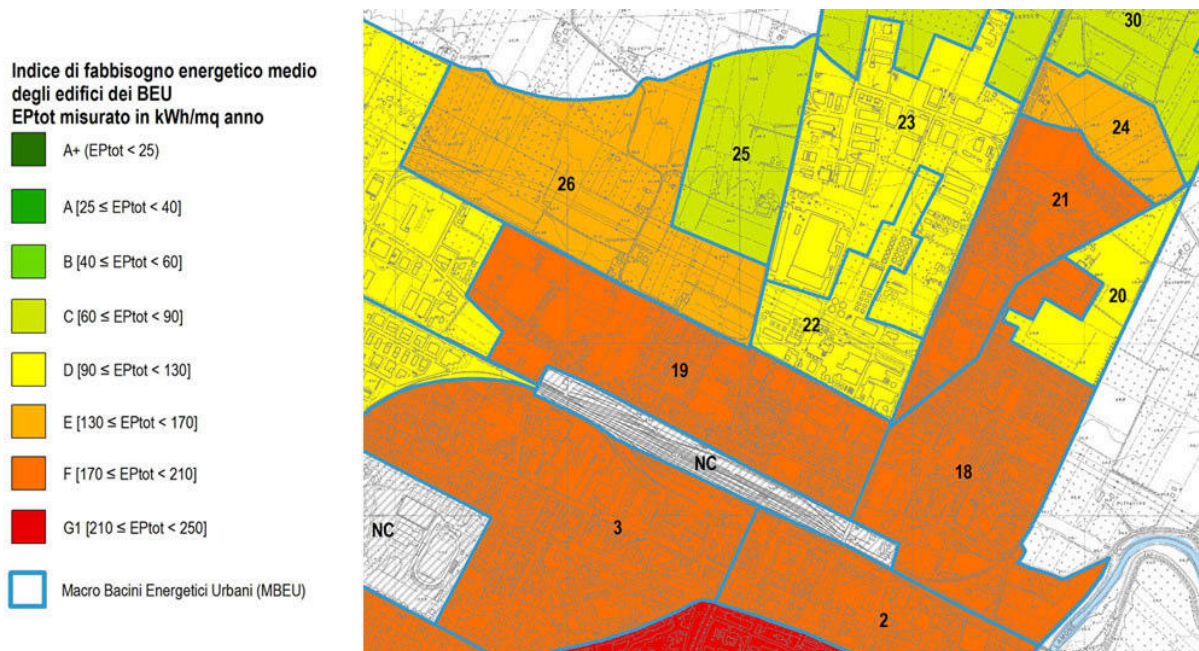 Indice di fabbisogno energetico medio
degli edifici dei BEU
EPtot misurato in kWh/mq anno
A+ (EPtot < 25)
A [25 ≤ EPtot < 40]
B [40 ≤ EPtot < 60]
C [60 ≤ EPtot < 90]
D [90 ≤ EPtot < 130]
E [130 ≤ EPtot < 170]
F [170 ≤ EPtot < 210]
G1 [210 ≤ EPtot < 250]
Macro Bacini Energetici Urbani (MBEU)
30
23
24
25
26
21
20
22
19
NC
18
3
NC
2